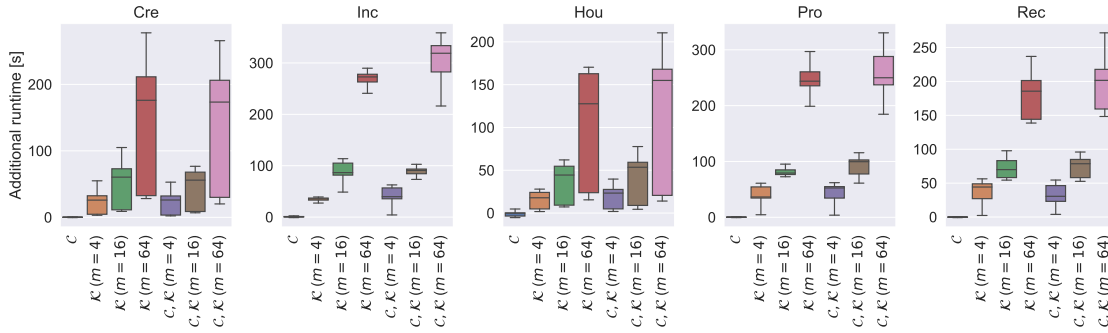 Cre
Inc
Hou
Pro
Rec
Additional runtime [s]
200
100
0
300
200
100
0
200
150
100
50
0
300
200
100
0
250
200
150
100
50
0
𝒞
𝒦 (m = 4)
𝒦 (m = 16)
𝒦 (m = 64)
𝒞, 𝒦 (m = 4)
𝒞, 𝒦 (m = 16)
𝒞, 𝒦 (m = 64)
𝒞
𝒦 (m = 4)
𝒦 (m = 16)
𝒦 (m = 64)
𝒞, 𝒦 (m = 4)
𝒞, 𝒦 (m = 16)
𝒞, 𝒦 (m = 64)
𝒞
𝒦 (m = 4)
𝒦 (m = 16)
𝒦 (m = 64)
𝒞, 𝒦 (m = 4)
𝒞, 𝒦 (m = 16)
𝒞, 𝒦 (m = 64)
𝒞
𝒦 (m = 4)
𝒦 (m = 16)
𝒦 (m = 64)
𝒞, 𝒦 (m = 4)
𝒞, 𝒦 (m = 16)
𝒞, 𝒦 (m = 64)
𝒞
𝒦 (m = 4)
𝒦 (m = 16)
𝒦 (m = 64)
𝒞, 𝒦 (m = 4)
𝒞, 𝒦 (m = 16)
𝒞, 𝒦 (m = 64)